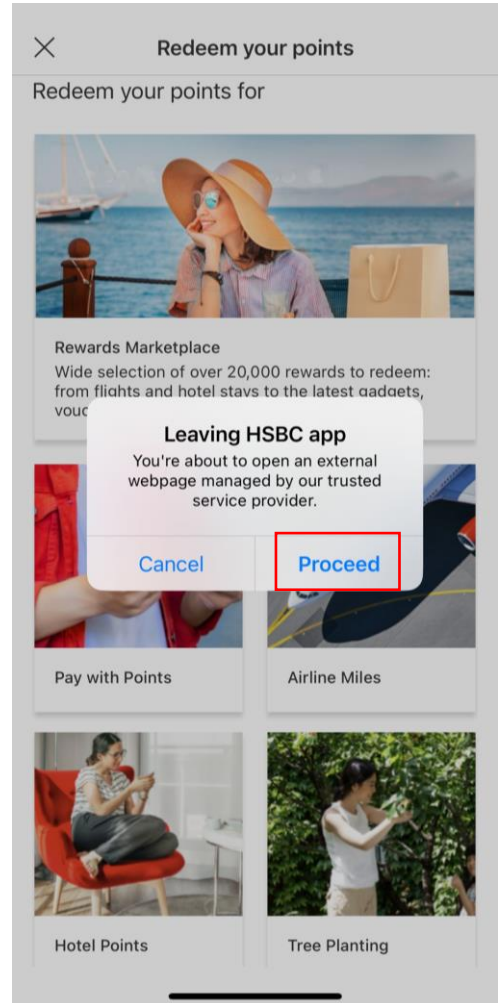 Redeem your points
Redeem your points for
Rewards Marketplace
Wide selection of over 20,000 rewards to redeem:
from flights and hotel stays to the latest gadgets,
Leaving HSBC app
You're about to open an external
webpage managed by our trusted
service provider.
Cancel
Proceed
Pay with Points
Airline Miles
Hotel Points
Tree Planting